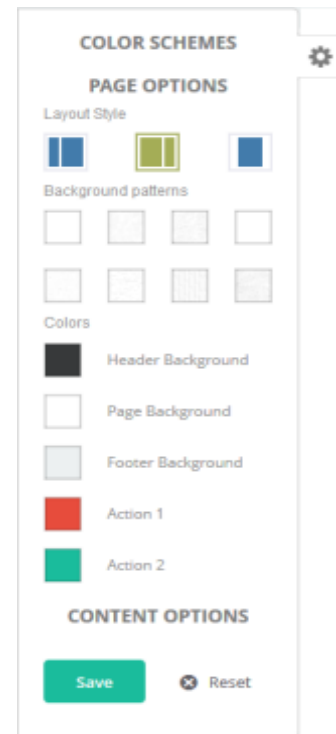 COLOR SCHEMES
PAGE OPTIONS
Layout Style
Background patterns
Colors
Header Background
Page Background
Footer Background
Action 1
Action 2
CONTENT OPTIONS
Save Reset